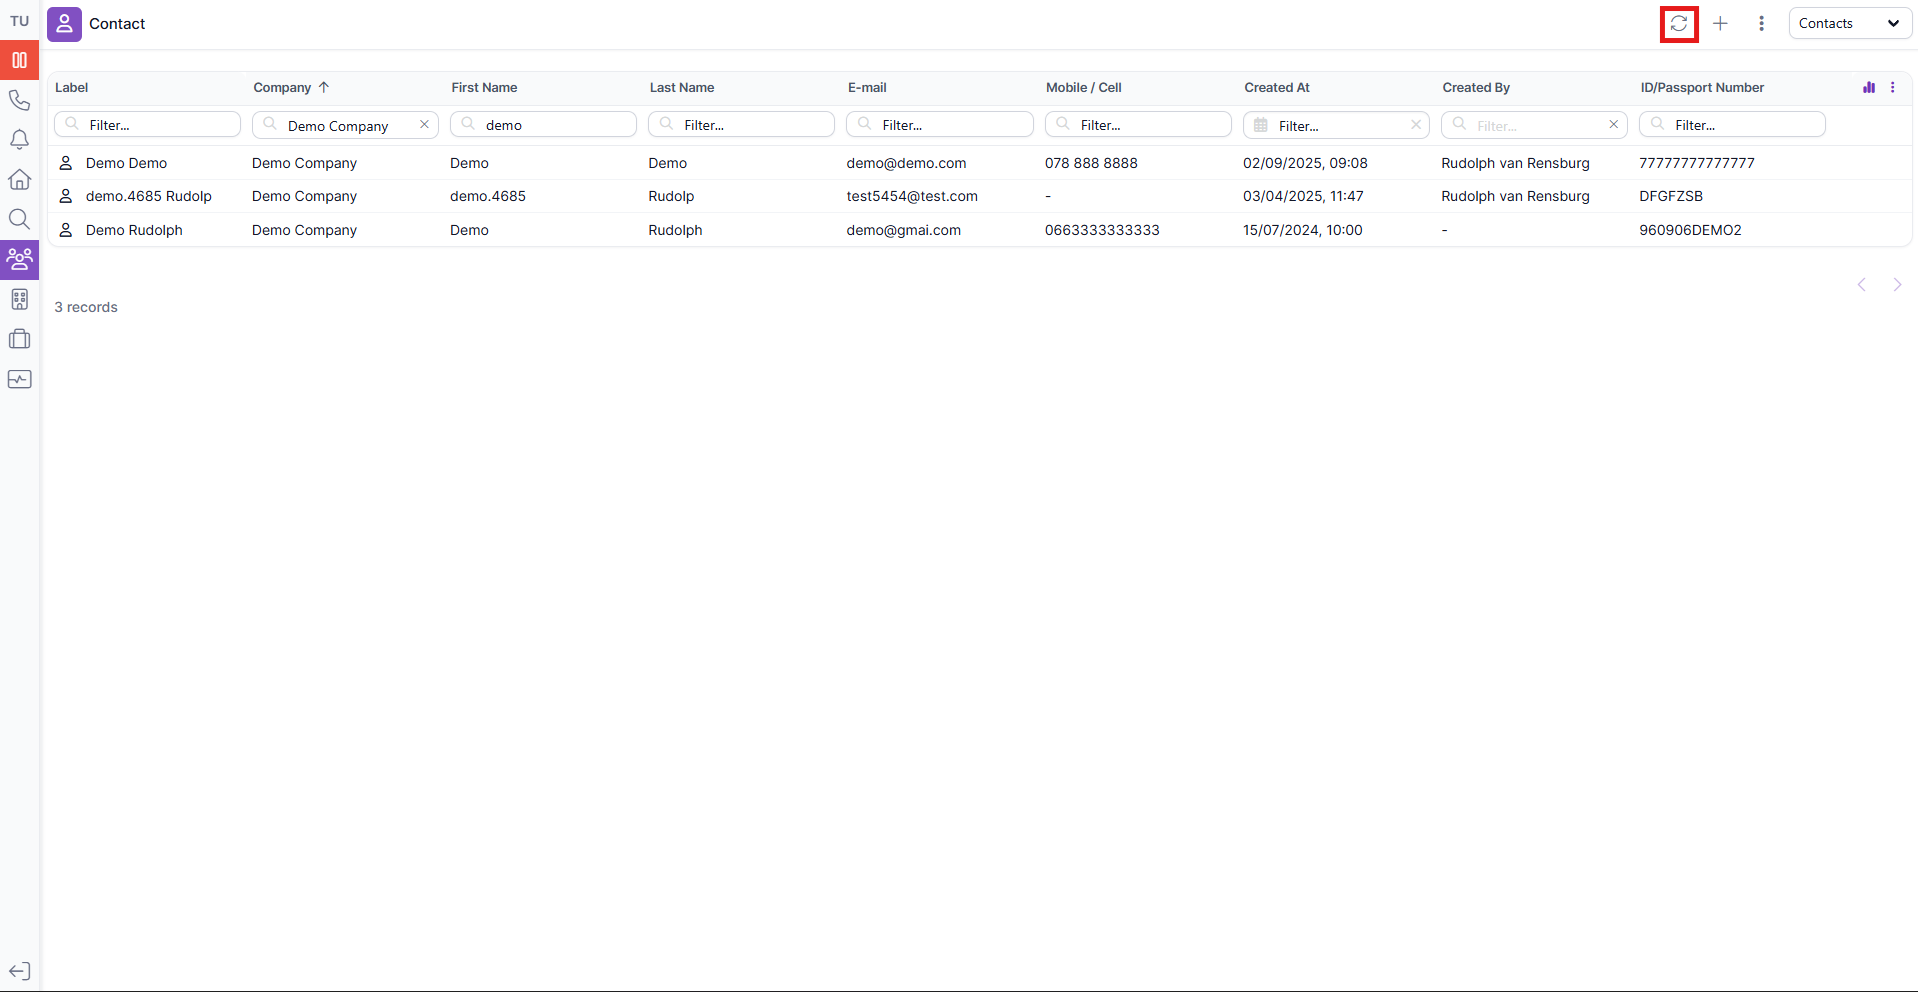 TU
Contact
Contacts
Label Company First Name Last Name E-mail Mobile / Cell Created At Created By ID/Passport Number
Filter... Demo Company demo Filter... Filter... Filter... Filter... Filter... Filter...
Demo Demo Demo Company Demo Demo demo@demo.com 078 888 8888 02/09/2025, 09:08 Rudolph van Rensburg 77777777777777
demo.4685 Rudolp Demo Company demo.4685 Rudolp test5454@test.com - 03/04/2025, 11:47 Rudolph van Rensburg DFGFZSB
Demo Rudolph Demo Company Demo Rudolph demo@gmai.com 0663333333333 15/07/2024, 10:00 - 960906DEMO2
3 records